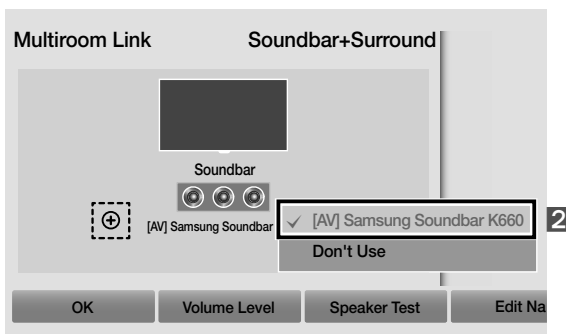 Multiroom Link Soundbar+Surround
Soundbar
[AV] Samsung Soundbar
✓ [AV] Samsung Soundbar K660
2
Don't Use
OK Volume Level Speaker Test Edit Na